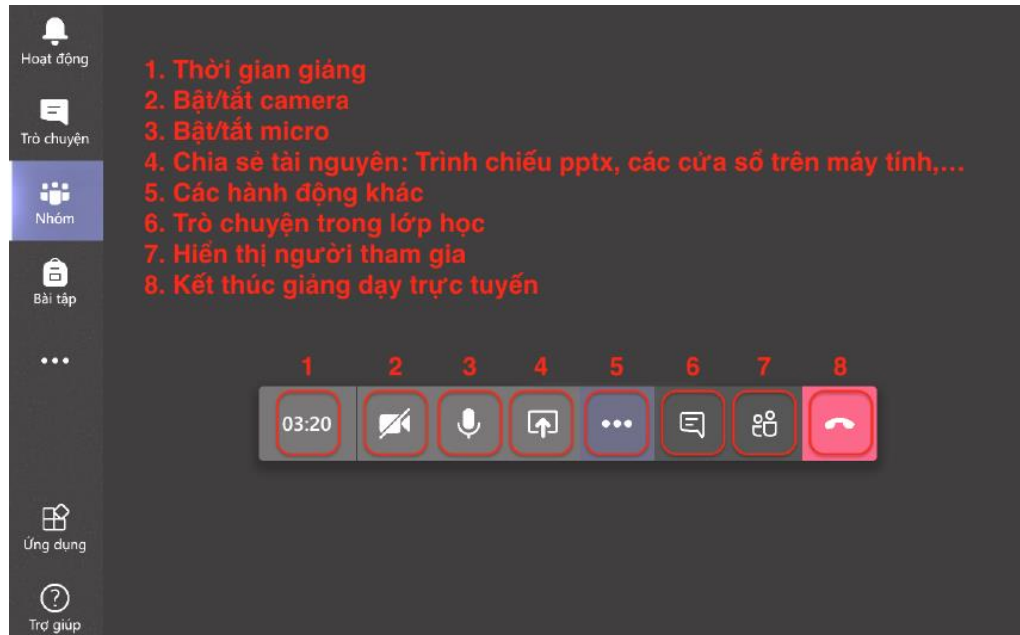 Hoạt động
Trò chuyện
Nhóm
Bài tập
Ứng dụng
Trợ giúp
1. Thời gian giảng
2. Bật/tắt camera
3. Bật/tắt micro
4. Chia sẻ tài nguyên: Trình chiếu pptx, các cửa sổ trên máy tính,...
5. Các hành động khác
6. Trò chuyện trong lớp học
7. Hiển thị người tham gia
8. Kết thúc giảng dạy trực tuyến
1 2 3 4 5 6 7 8
03:20